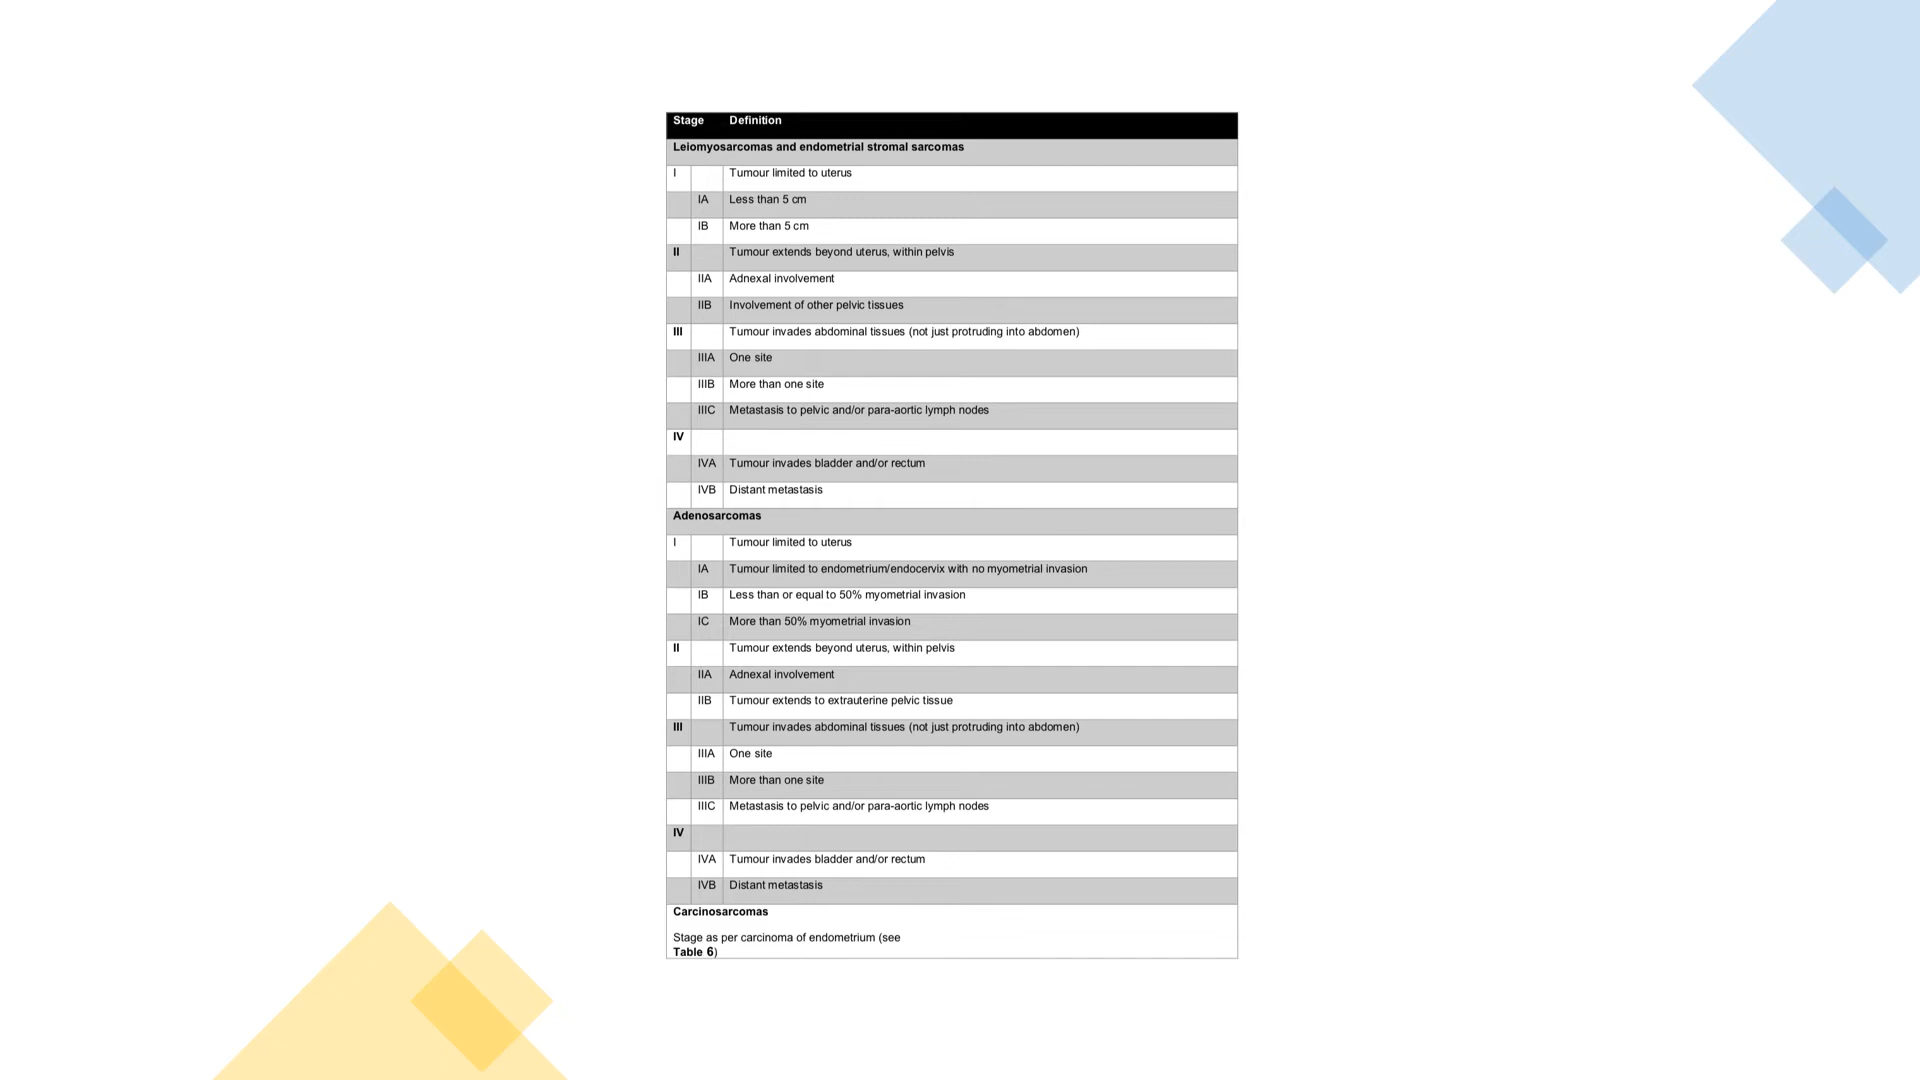 Stage Definition
Leiomyosarcomas and endometrial stromal sarcomas
I Tumour limited to uterus
IA Less than 5 cm
IB More than 5 cm
II Tumour extends beyond uterus, within pelvis
IIA Adnexal involvement
IIB Involvement of other pelvic tissues
III Tumour invades abdominal tissues (not just protruding into abdomen)
IIIA One site
IIIB More than one site
IIIC Metastasis to pelvic and/or para-aortic lymph nodes
IV
IVA Tumour invades bladder and/or rectum
IVB Distant metastasis
Adenosarcomas
I Tumour limited to uterus
IA Tumour limited to endometrium/endocervix with no myometrial invasion
IB Less than or equal to 50% myometrial invasion
IC More than 50% myometrial invasion
II Tumour extends beyond uterus, within pelvis
IIA Adnexal involvement
IIB Tumour extends to extrauterine pelvic tissue
III Tumour invades abdominal tissues (not just protruding into abdomen)
IIIA One site
IIIB More than one site
IIIC Metastasis to pelvic and/or para-aortic lymph nodes
IV
IVA Tumour invades bladder and/or rectum
IVB Distant metastasis
Carcinosarcomas
Stage as per carcinoma of endometrium (see
Table 6)